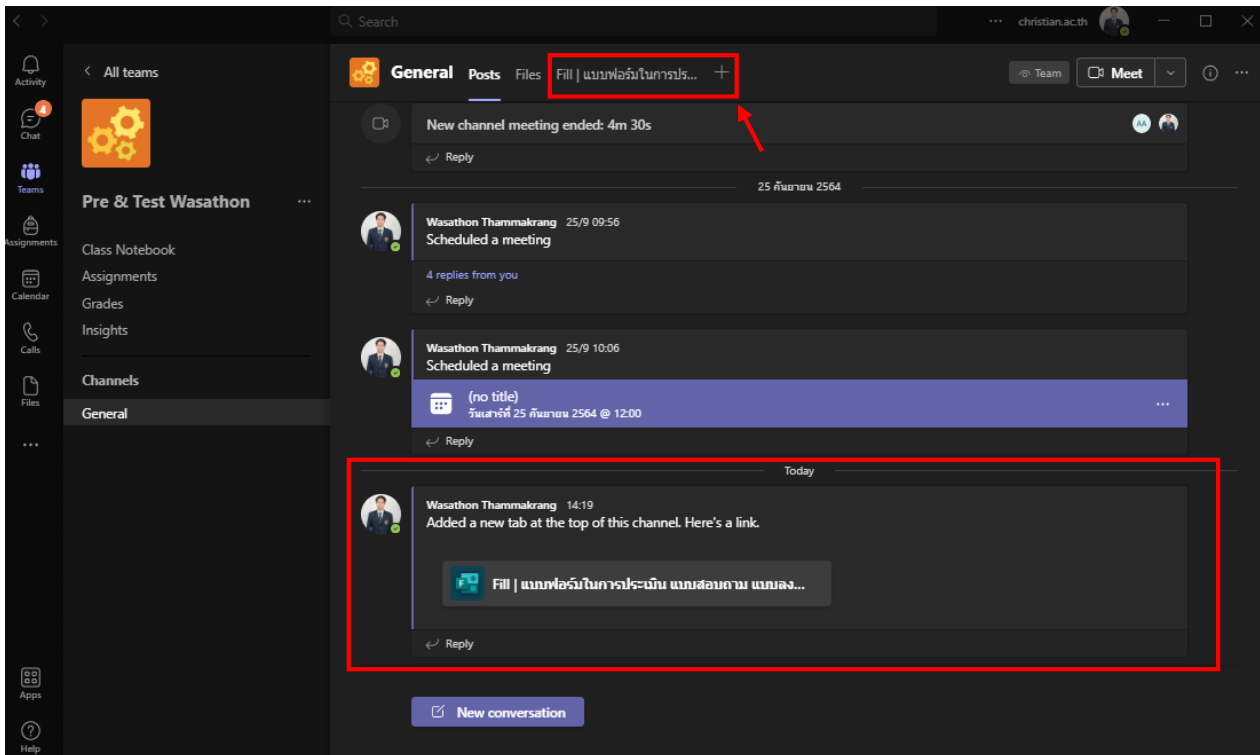 Search
christian.ac.th
Activity
4
Chat
Teams
Assignments
Calendar
Calls
Files
Apps
Help
All teams
Pre & Test Wasathon
Class Notebook
Assignments
Grades
Insights
Channels
General
General Posts Files Fill | แบบฟอร์มในการปร...
Team
Meet
New channel meeting ended: 4m 30s
AA
Reply
25 กันยายน 2564
Wasathon Thammakrang 25/9 09:56
Scheduled a meeting
4 replies from you
Reply
Wasathon Thammakrang 25/9 10:06
Scheduled a meeting
(no title)
วันเสาร์ที่ 25 กันยายน 2564 @ 12:00
Reply
Today
Wasathon Thammakrang 14:19
Added a new tab at the top of this channel. Here's a link.
Fill | แบบฟอร์มในการประเมิน แบบสอบถาม แบบลง...
Reply
New conversation